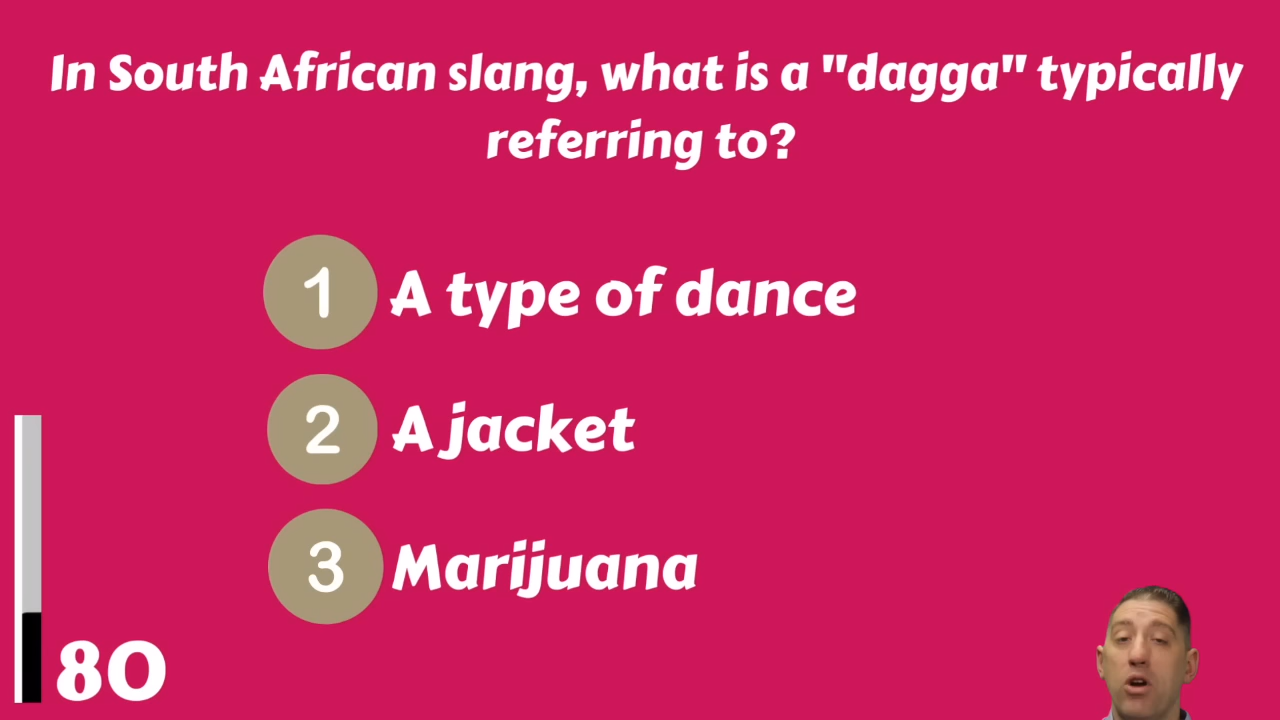 In South African slang, what is a "dagga" typically
referring to?
1 A type of dance
2 A jacket
3 Marijuana
80